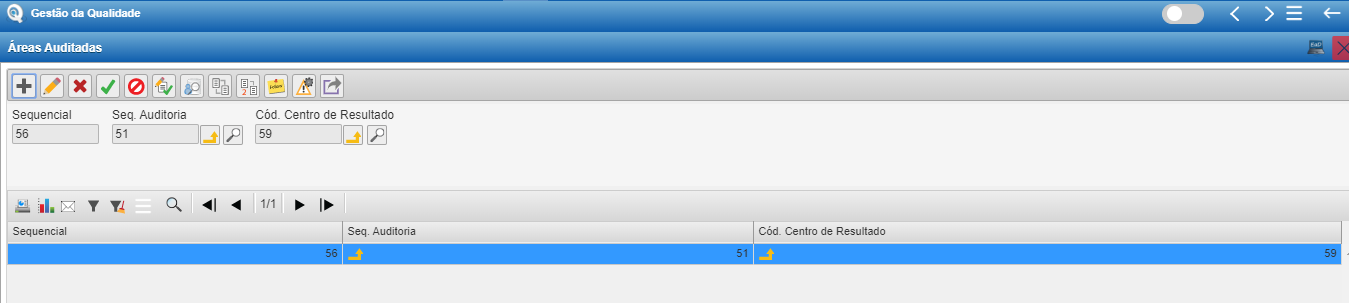 Gestão da Qualidade
Áreas Auditadas
Sequencial Seq. Auditoria Cód. Centro de Resultado
56 51 59
1/1
Sequencial Seq. Auditoria Cód. Centro de Resultado
56 51 59